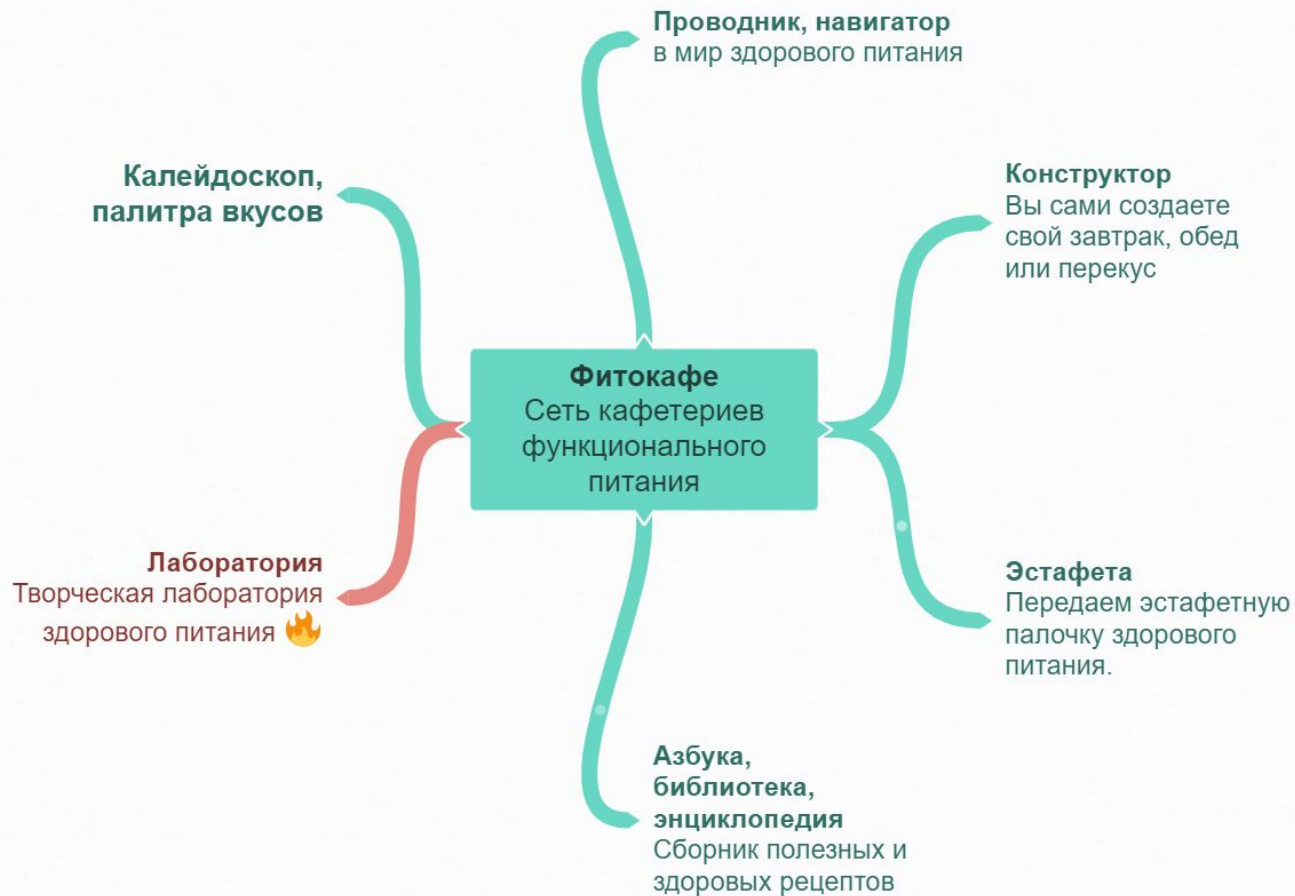 Проводник, навигатор
в мир здорового питания
Калейдоскоп,
палитра вкусов
Конструктор
Вы сами создаете
свой завтрак, обед
или перекус
Фитокафе
Сеть кафетериев
функционального
питания
Лаборатория
Творческая лаборатория
здорового питания 🔥
Эстафета
Передаем эстафетную
палочку здорового
питания.
Азбука,
библиотека,
энциклопедия
Сборник полезных и
здоровых рецептов